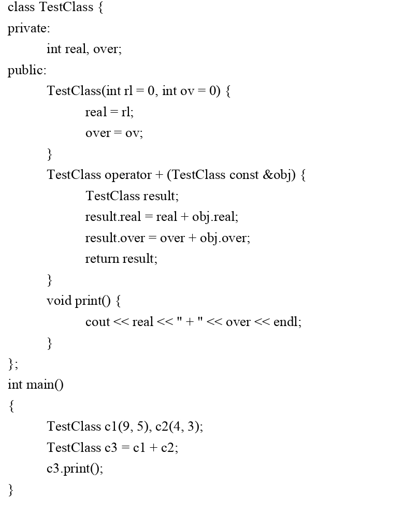 class TestClass {
private:
int real, over;
public:
TestClass(int rl = 0, int ov = 0) {
real = rl;
over = ov;
}
TestClass operator + (TestClass const &obj) {
TestClass result;
result.real = real + obj.real;
result.over = over + obj.over;
return result;
}
void print() {
cout << real << " + " << over << endl;
}
};
int main()
{
TestClass c1(9, 5), c2(4, 3);
TestClass c3 = c1 + c2;
c3.print();
}